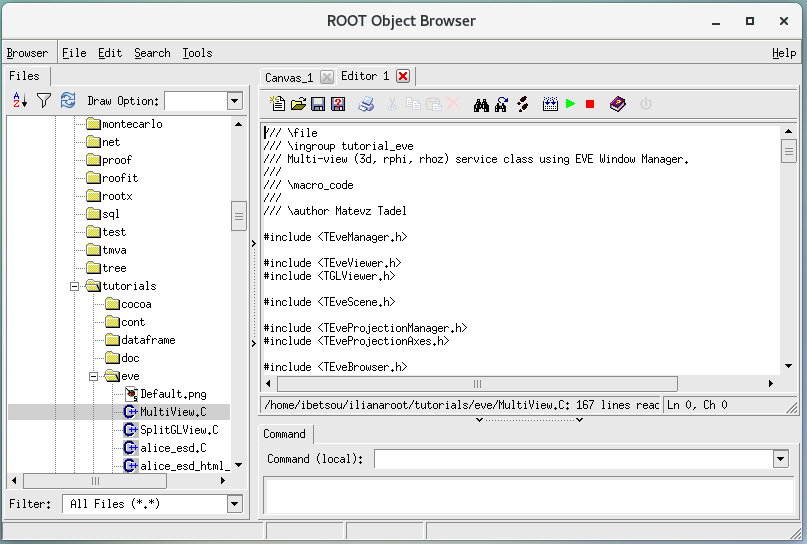 ROOT Object Browser
Browser File Edit Search Tools Help
Files
Draw Option:
montecarlo
net
proof
roofit
rootx
sql
test
tmva
tree
tutorials
cocoa
cont
dataframe
doc
eve
Default.png
MultiView.C
SplitGLView.C
alice_esd.C
alice_esd_html_
Filter: All Files (*.*)
Canvas_1 Editor 1
/// \file
/// \ingroup tutorial_eve
/// Multi-view (3d, rphi, rhoz) service class using EVE Window Manager.
///
/// \macro_code
///
/// \author Matevz Tadel
#include <TEveManager.h>
#include <TEveViewer.h>
#include <TGLViewer.h>
#include <TEveScene.h>
#include <TEveProjectionManager.h>
#include <TEveProjectionAxes.h>
#include <TEveBrowser.h>
/home/ibetsou/ilianaroot/tutorials/eve/MultiView.C: 167 lines reac Ln 0, Ch 0
Command
Command (local):